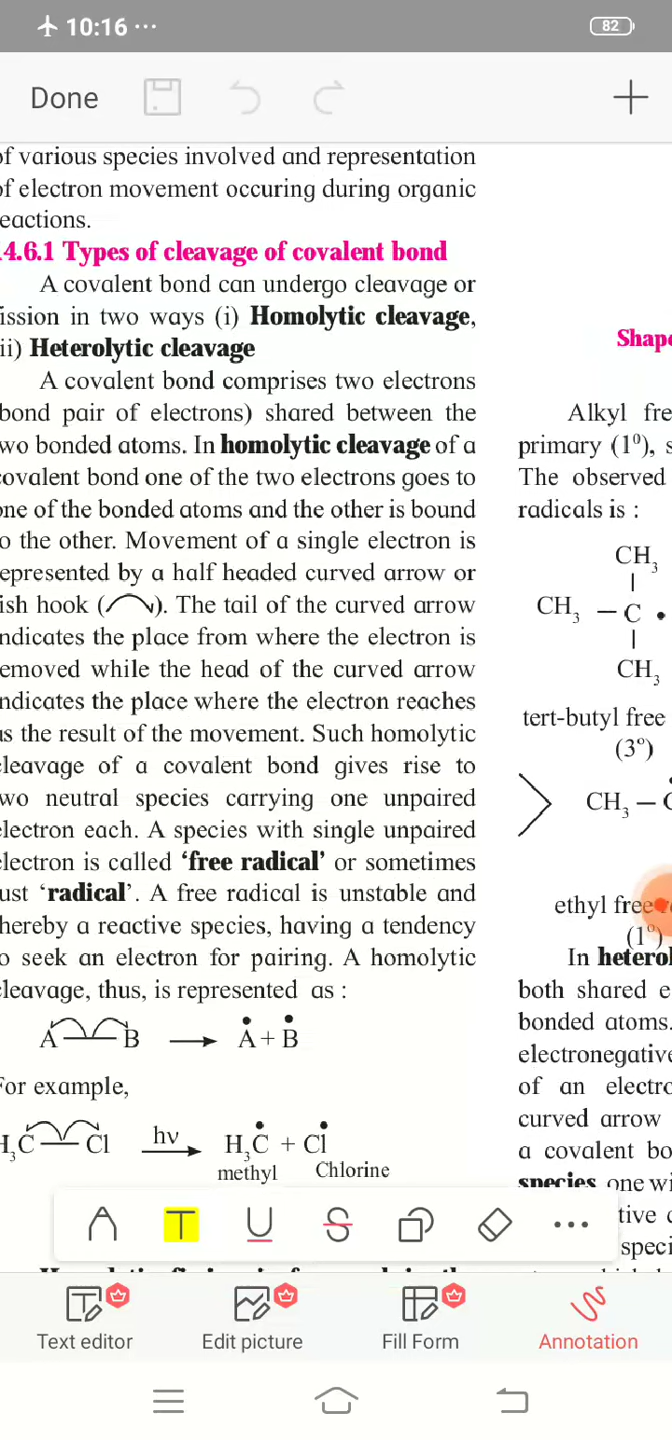 10:16 ...
82
Done
of various species involved and representation
of electron movement occuring during organic
eactions.
.4.6.1 Types of cleavage of covalent bond
A covalent bond can undergo cleavage or
ission in two ways (i) Homolytic cleavage,
ii) Heterolytic cleavage
A covalent bond comprises two electrons
bond pair of electrons) shared between the
wo bonded atoms. In homolytic cleavage of a
covalent bond one of the two electrons goes to
one of the bonded atoms and the other is bound
o the other. Movement of a single electron is
epresented by a half headed curved arrow or
ish hook ( ). The tail of the curved arrow
ndicates the place from where the electron is
emoved while the head of the curved arrow
ndicates the place where the electron reaches
as the result of the movement. Such homolytic
cleavage of a covalent bond gives rise to
wo neutral species carrying one unpaired
electron each. A species with single unpaired
electron is called ‘free radical’ or sometimes
ust ‘radical’. A free radical is unstable and
hereby a reactive species, having a tendency
o seek an electron for pairing. A homolytic
cleavage, thus, is represented as :
A — B → Ȧ + Ḃ
For example,
H₃C — Cl hν → H₃Ċ + Cl•
methyl Chlorine
Shape
Alkyl fre
primary (1⁰), s
The observed
radicals is :
CH₃
|
CH₃ – C •
|
CH₃
tert-butyl free
(3°)
CH₃ – C
ethyl free
(1°)
In heterol
both shared e
bonded atoms.
electronegative
of an electro
curved arrow
a covalent bo
species one wi
tive c
speci
Text editor
Edit picture
Fill Form
Annotation